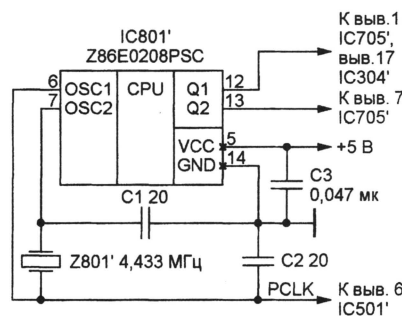 IC801'
Z86E0208PSC
К выв.1
IC705',
выв.17
IC304'
6 OSC1 CPU Q1 12
7 OSC2 Q2 13
К выв. 7
IC705'
VCC 5
+5 В
GND 14
C3
0,047 мк
C1 20
Z801' 4,433 МГц
C2 20
PCLK
К выв. 6
IC501'